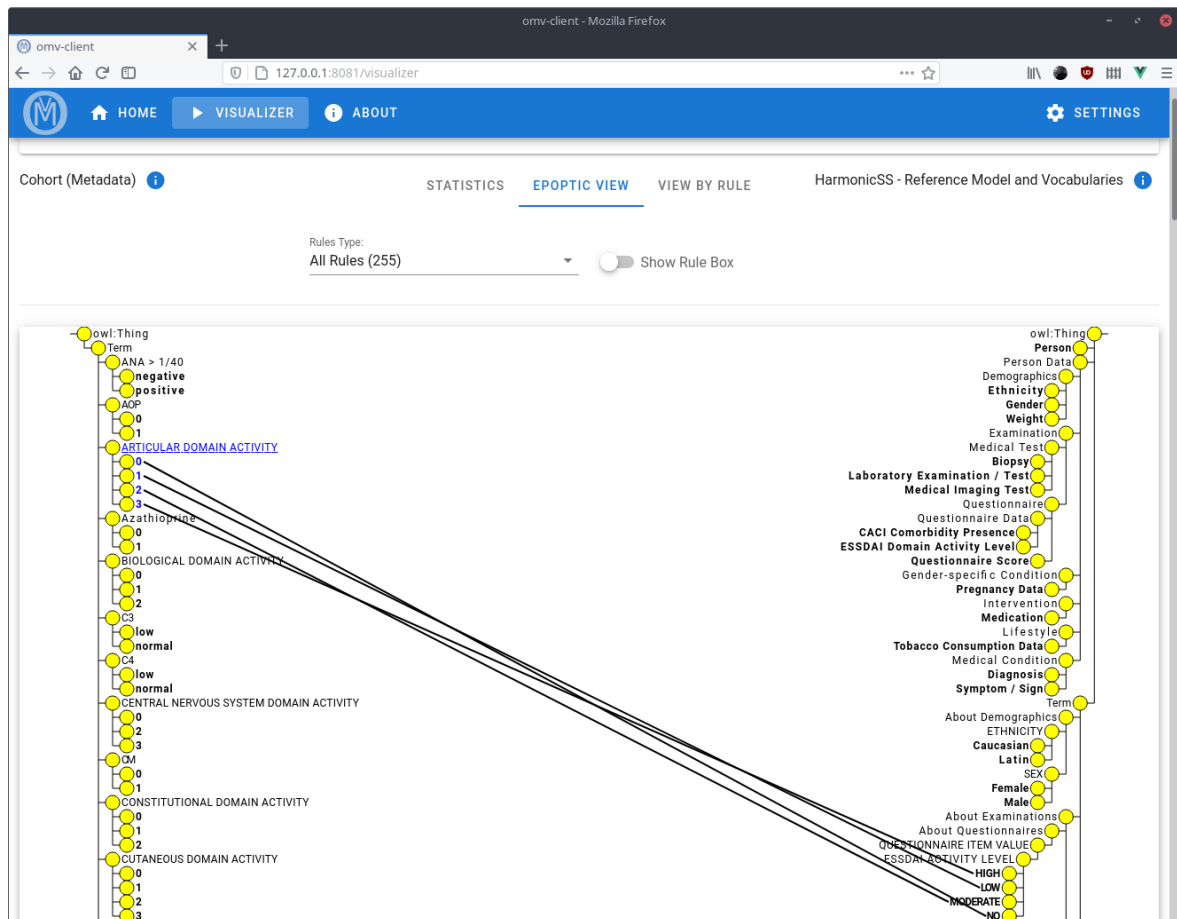 omv-client - Mozilla Firefox
omv-client
127.0.0.1:8081/visualizer
HOME
VISUALIZER
ABOUT
SETTINGS
Cohort (Metadata)
STATISTICS
EPOPTIC VIEW
VIEW BY RULE
HarmonicSS - Reference Model and Vocabularies
Rules Type:
All Rules (255)
Show Rule Box
owl:Thing
Term
ANA > 1/40
negative
positive
AOP
0
1
ARTICULAR DOMAIN ACTIVITY
0
1
2
3
Azathioprine
0
1
BIOLOGICAL DOMAIN ACTIVITY
0
1
2
C3
low
normal
C4
low
normal
CENTRAL NERVOUS SYSTEM DOMAIN ACTIVITY
0
2
3
CM
0
1
CONSTITUTIONAL DOMAIN ACTIVITY
0
1
2
CUTANEOUS DOMAIN ACTIVITY
0
1
2
3
owl:Thing
Person
Person Data
Demographics
Ethnicity
Gender
Weight
Examination
Medical Test
Biopsy
Laboratory Examination / Test
Medical Imaging Test
Questionnaire
Questionnaire Data
CACI Comorbidity Presence
ESSDAI Domain Activity Level
Questionnaire Score
Gender-specific Condition
Pregnancy Data
Intervention
Medication
Lifestyle
Tobacco Consumption Data
Medical Condition
Diagnosis
Symptom / Sign
Term
About Demographics
ETHNICITY
Caucasian
Latin
SEX
Female
Male
About Examinations
About Questionnaires
QUESTIONNAIRE ITEM VALUE
ESSDAI ACTIVITY LEVEL
HIGH
LOW
MODERATE
NO